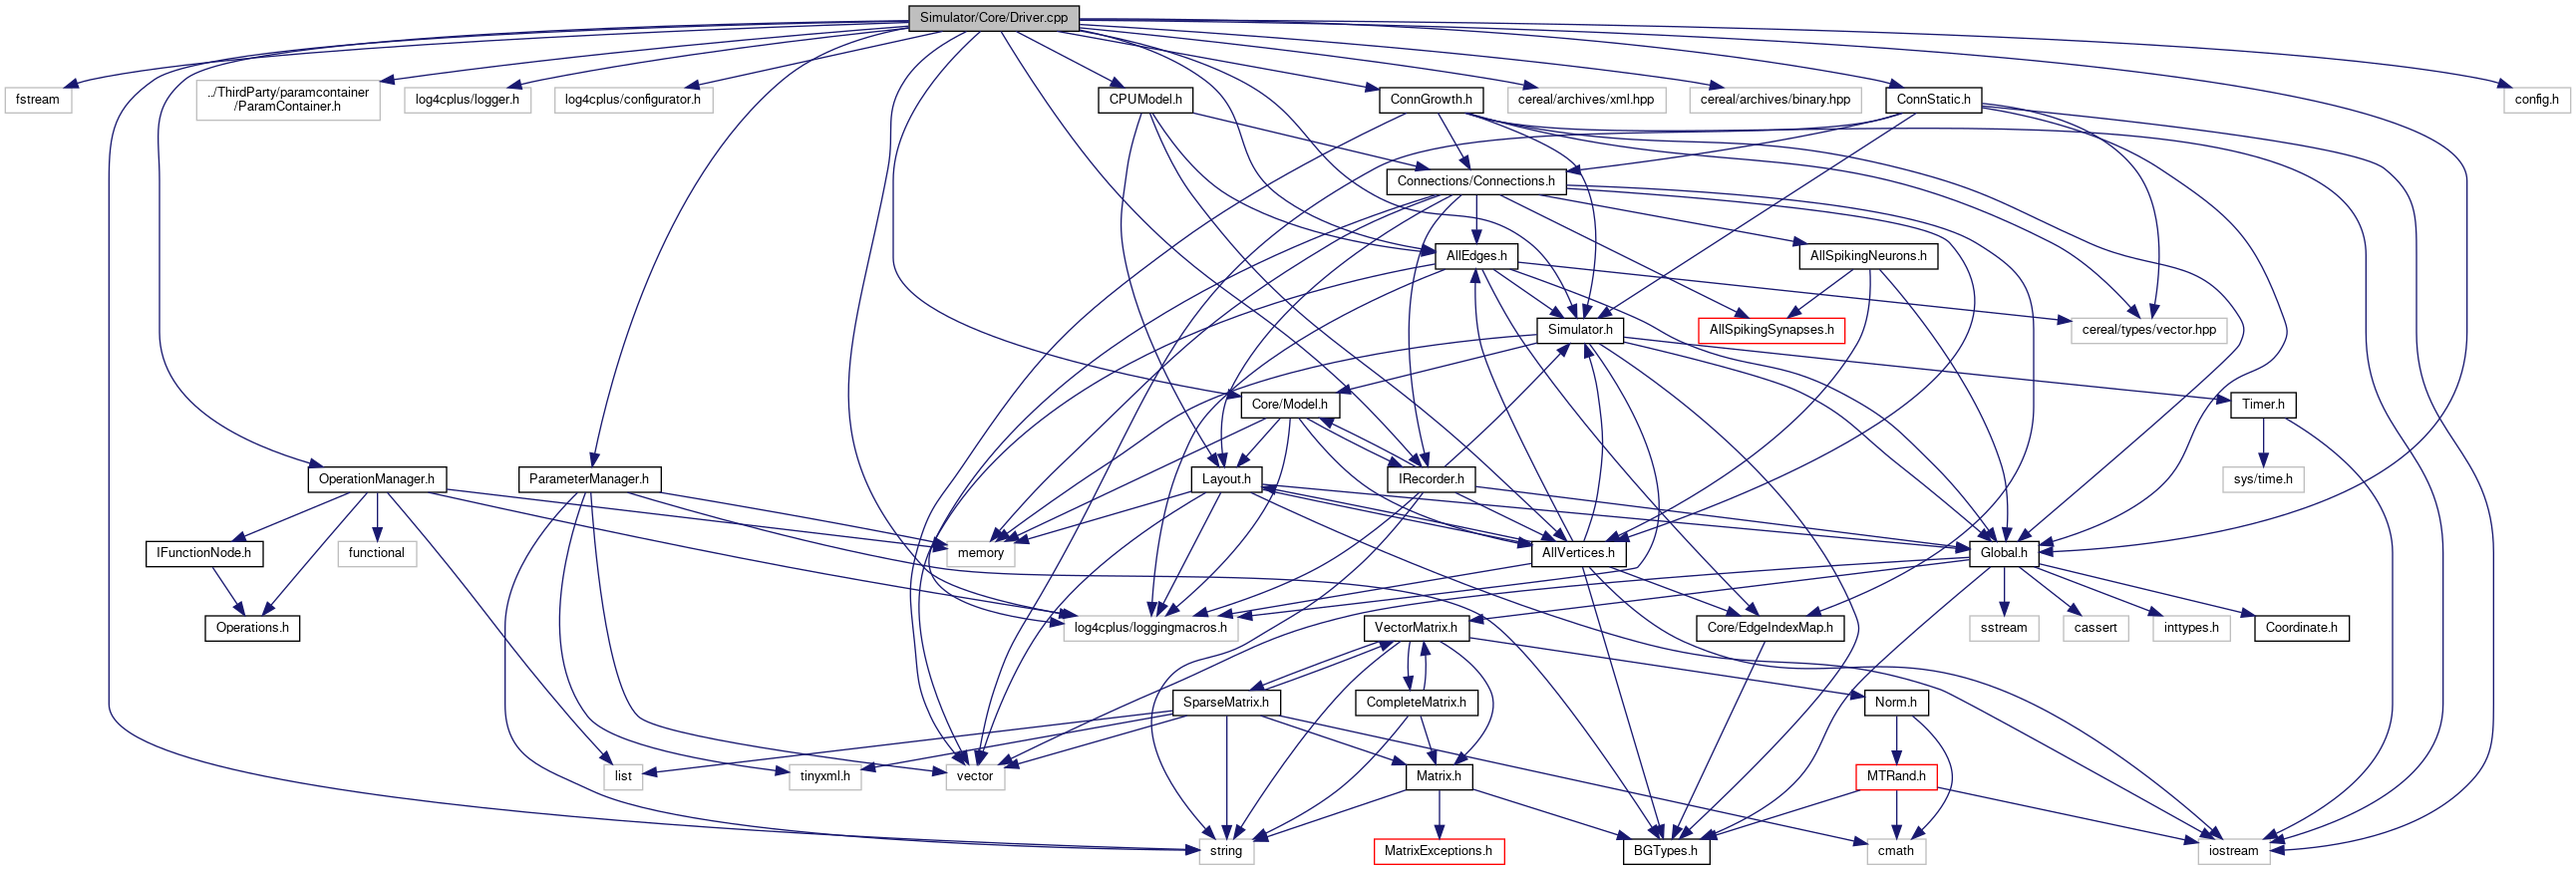 Simulator/Core/Driver.cpp
fstream
../ThirdParty/paramcontainer
/ParamContainer.h
log4cplus/logger.h
log4cplus/configurator.h
CPUModel.h
ConnGrowth.h
cereal/archives/xml.hpp
cereal/archives/binary.hpp
ConnStatic.h
config.h
Connections/Connections.h
AllEdges.h
AllSpikingNeurons.h
Simulator.h
AllSpikingSynapses.h
cereal/types/vector.hpp
Core/Model.h
Timer.h
OperationManager.h
ParameterManager.h
Layout.h
IRecorder.h
sys/time.h
IFunctionNode.h
functional
memory
AllVertices.h
Global.h
Operations.h
log4cplus/loggingmacros.h
VectorMatrix.h
Core/EdgeIndexMap.h
sstream
cassert
inttypes.h
Coordinate.h
SparseMatrix.h
CompleteMatrix.h
Norm.h
list
tinyxml.h
vector
Matrix.h
MTRand.h
string
MatrixExceptions.h
BGTypes.h
cmath
iostream